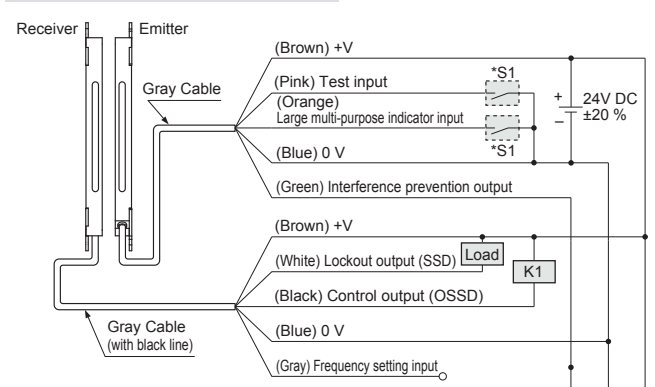 Receiver
Emitter
Gray Cable
(Brown) +V
(Pink) Test input
*S1
(Orange)
Large multi-purpose indicator input
*S1
+
−
24V DC
±20 %
(Blue) 0 V
(Green) Interference prevention output
(Brown) +V
(White) Lockout output (SSD)
Load
K1
(Black) Control output (OSSD)
Gray Cable
(with black line)
(Blue) 0 V
(Gray) Frequency setting input